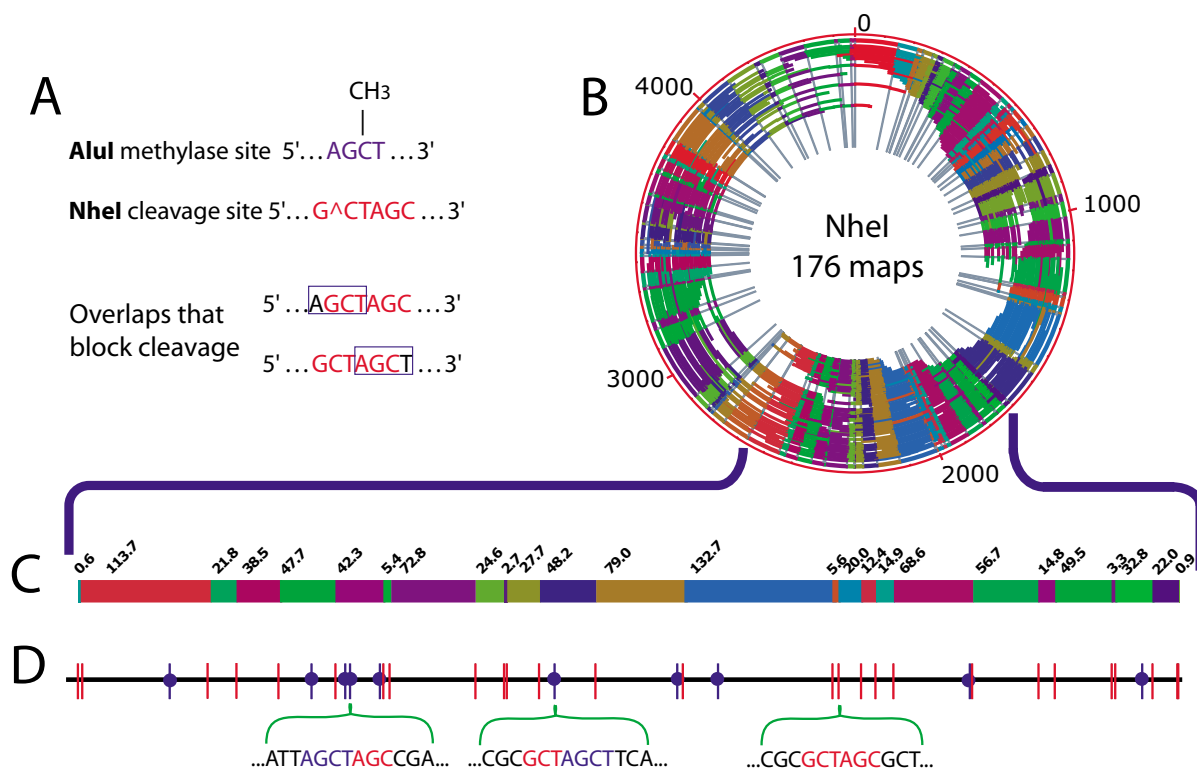 A
CH3
AluI methylase site 5'...AGCT ...3'
NheI cleavage site 5'...G^CTAGC ...3'
Overlaps that
block cleavage
5' ...AGCTAGC ...3'
5' ... GCTAGCT ...3'
B
0
1000
2000
3000
4000
NheI
176 maps
C
0.6 113.7 21.8 38.5 47.7 42.3 5.4 72.8 24.6 2.7 27.7 48.2 79.0 132.7 5.6 20.0 12.4 14.9 68.6 56.7 14.8 49.5 32.8 22.0 0.9
D
...ATTAGCTAGCCGA...
...CGCGCTAGCTTCA...
...CGCGCTAGCGCT...